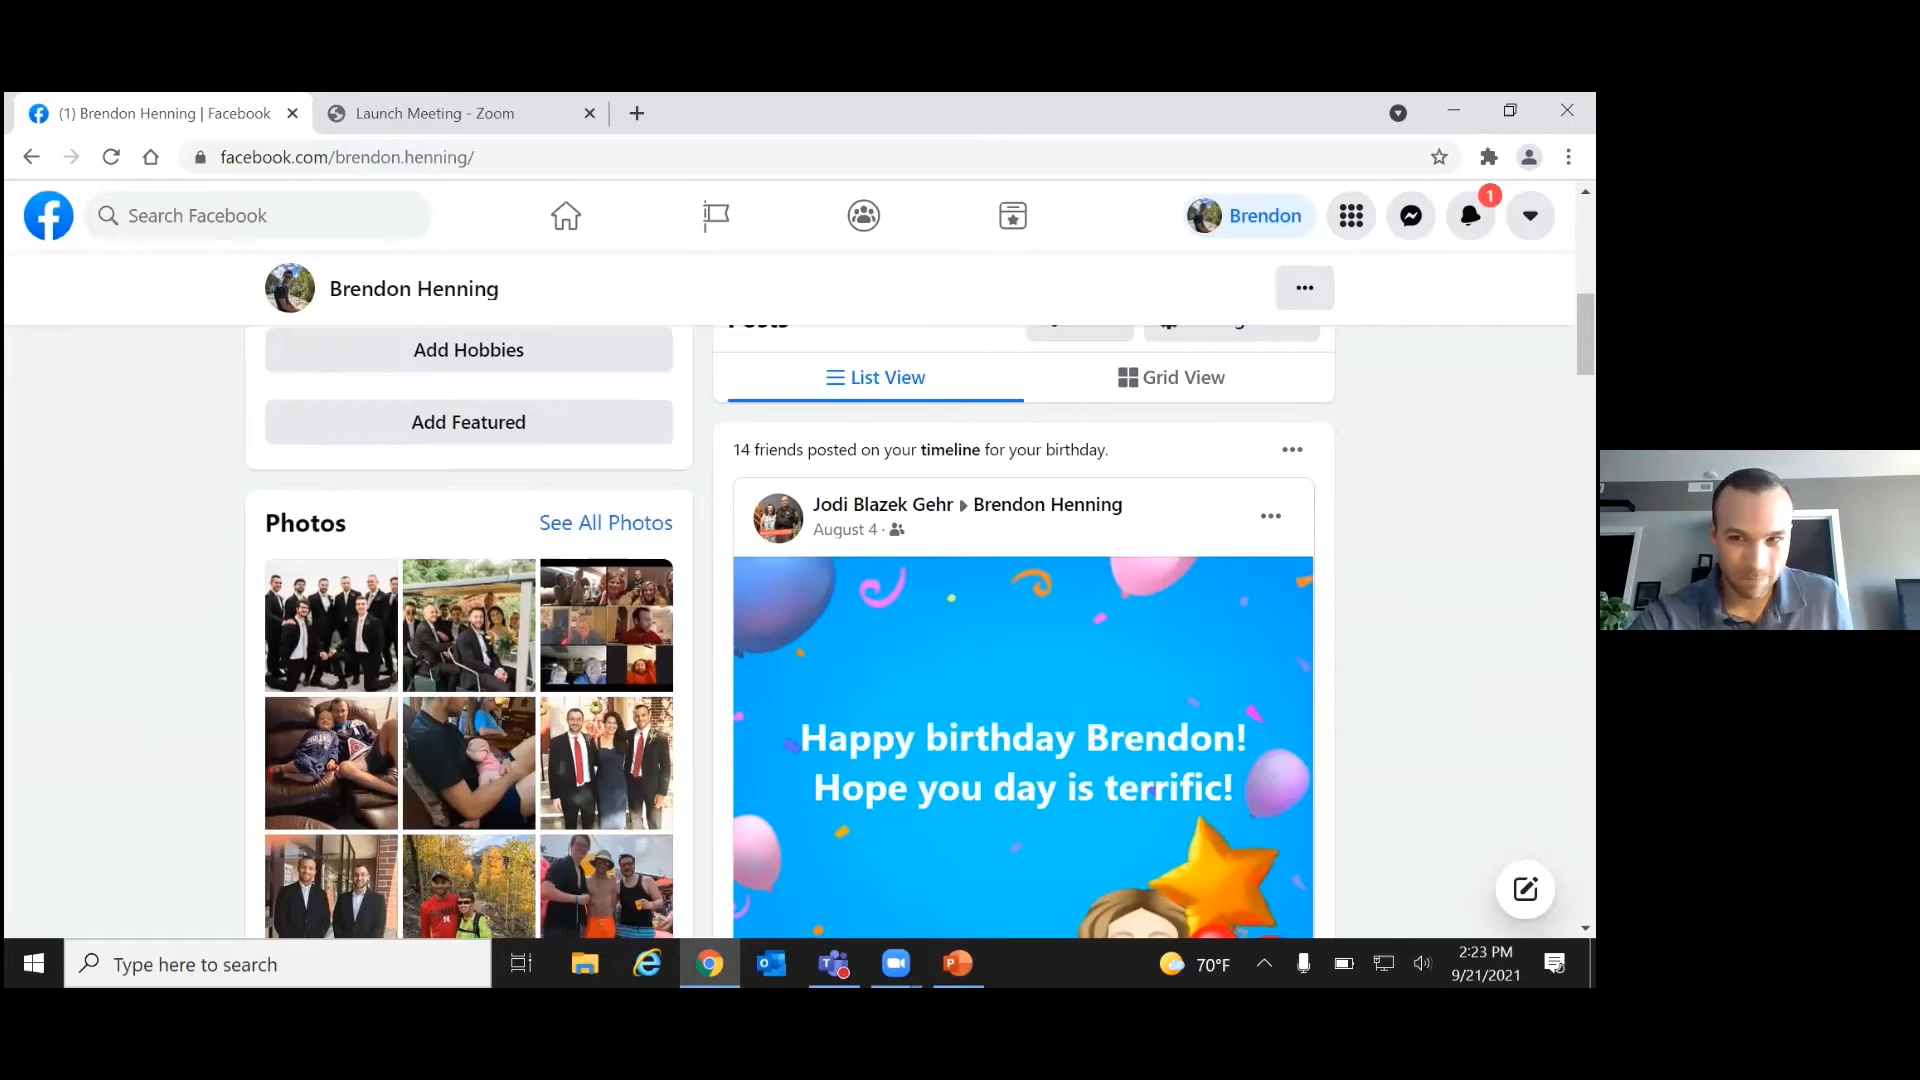 (1) Brendon Henning | Facebook
Launch Meeting - Zoom
facebook.com/brendon.henning/
Search Facebook
Brendon
1
Brendon Henning
Posts
Add Hobbies
List View
Grid View
Add Featured
14 friends posted on your timeline for your birthday.
Photos
See All Photos
Jodi Blazek Gehr
Brendon Henning
August 4 ·
Happy birthday Brendon!
Hope you day is terrific!
Type here to search
70°F
2:23 PM
9/21/2021